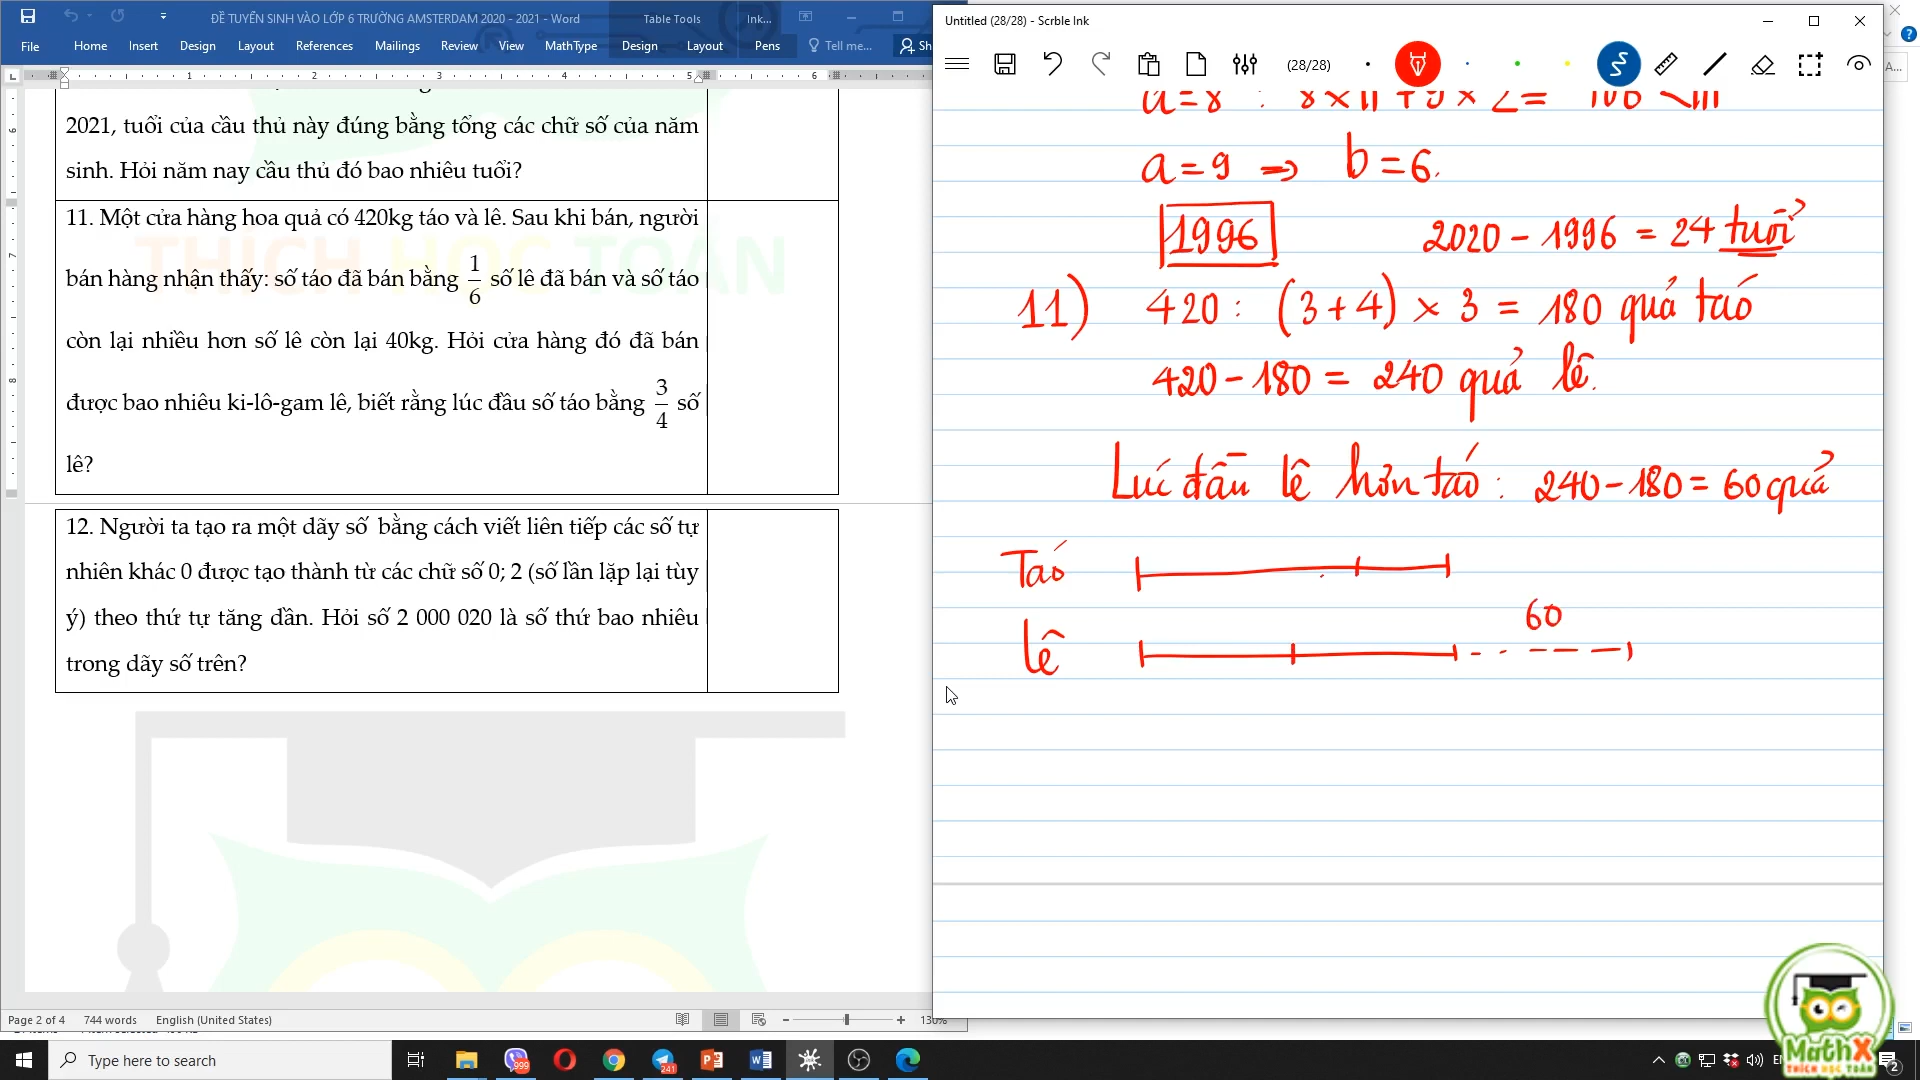 ĐỀ TUYỂN SINH VÀO LỚP 6 TRƯỜNG AMSTERDAM 2020 - 2021 - Word
Table Tools
Ink...
File Home Insert Design Layout References Mailings Review View MathType Design Layout Pens Tell me... Sh
2021, tuổi của cầu thủ này đúng bằng tổng các chữ số của năm
sinh. Hỏi năm nay cầu thủ đó bao nhiêu tuổi?
11. Một cửa hàng hoa quả có 420kg táo và lê. Sau khi bán, người
bán hàng nhận thấy: số táo đã bán bằng 1/6 số lê đã bán và số táo
còn lại nhiều hơn số lê còn lại 40kg. Hỏi cửa hàng đó đã bán
được bao nhiêu ki-lô-gam lê, biết rằng lúc đầu số táo bằng 3/4 số
lê?
12. Người ta tạo ra một dãy số bằng cách viết liên tiếp các số tự
nhiên khác 0 được tạo thành từ các chữ số 0; 2 (số lần lặp lại tùy
ý) theo thứ tự tăng dần. Hỏi số 2 000 020 là số thứ bao nhiêu
trong dãy số trên?
THÍCH HỌC TOÁN
Page 2 of 4 744 words English (United States) 130%
Type here to search
Untitled (28/28) - Scrble Ink
(28/28)
a = 9 => b = 6.
1996 2020 - 1996 = 24 tuổi
11) 420 : (3 + 4) × 3 = 180 quả táo
420 - 180 = 240 quả lê.
Lúc đầu lê hơn táo : 240 - 180 = 60 quả
Táo
60
lê
MathX
THÍCH HỌC TOÁN